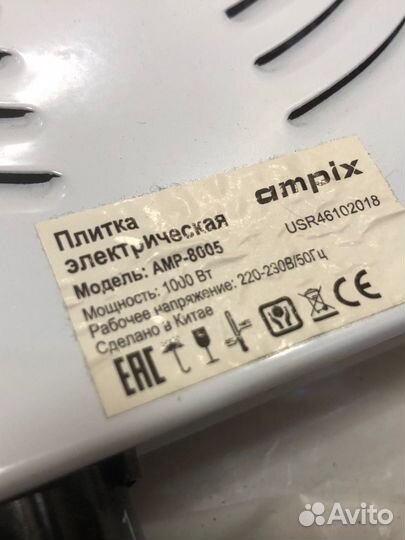 Плитка
электрическая
ampix
Модель: AMP-8005
USR46102018
Мощность: 1000 Вт
Рабочее напряжение: 220-230В/50Гц
Сделано в Китае
EAC
CE
Avito